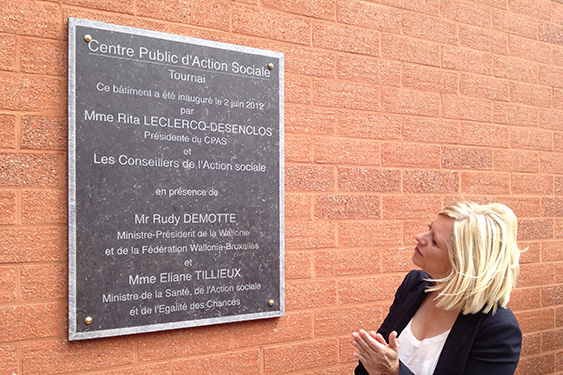 Centre Public d'Action Sociale
Tournai
Ce bâtiment a été inauguré le 2 juin 2012
par
Mme Rita LECLERCQ-DESENCLOS
Présidente du CPAS
et
Les Conseillers de l'Action sociale
en présence de
Mr Rudy DEMOTTE
Ministre-Président de la Wallonie
et de la Fédération Wallonie-Bruxelles
et
Mme Eliane TILLIEUX
Ministre de la Santé, de l'Action sociale
et de l'Egalité des Chances